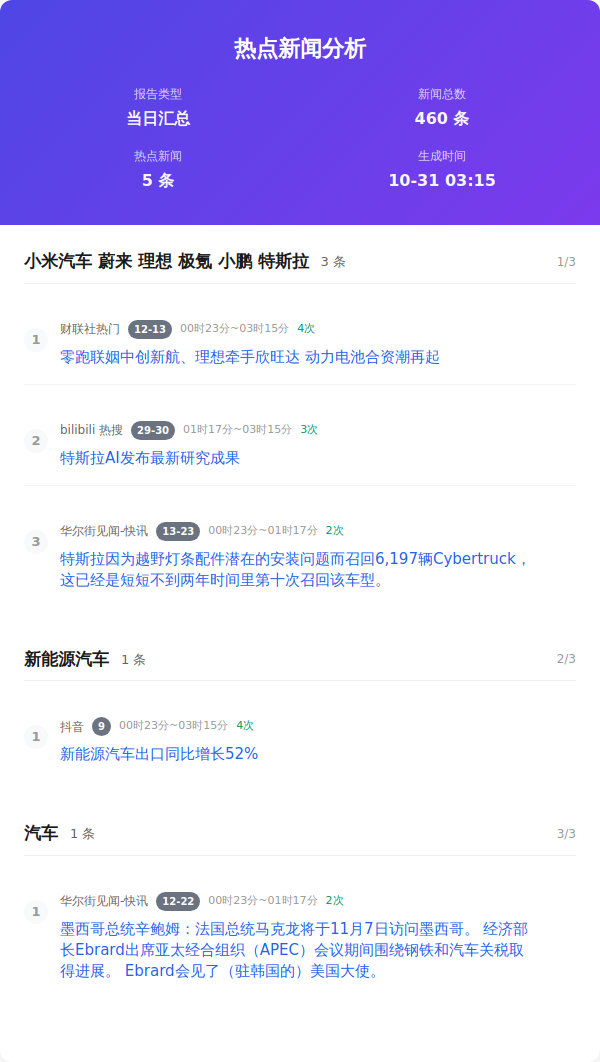 热点新闻分析
报告类型
新闻总数
当日汇总
460 条
热点新闻
生成时间
5 条
10-31 03:15
小米汽车 蔚来 理想 极氪 小鹏 特斯拉 3 条 1/3
1
财联社热门 12-13 00时23分~03时15分 4次
零跑联姻中创新航、理想牵手欣旺达 动力电池合资潮再起
2
bilibili 热搜 29-30 01时17分~03时15分 3次
特斯拉AI发布最新研究成果
3
华尔街见闻-快讯 13-23 00时23分~01时17分 2次
特斯拉因为越野灯条配件潜在的安装问题而召回6,197辆Cybertruck，
这已经是短短不到两年时间里第十次召回该车型。
新能源汽车 1 条 2/3
1
抖音 9 00时23分~03时15分 4次
新能源汽车出口同比增长52%
汽车 1 条 3/3
1
华尔街见闻-快讯 12-22 00时23分~01时17分 2次
墨西哥总统辛鲍姆：法国总统马克龙将于11月7日访问墨西哥。 经济部
长Ebrard出席亚太经合组织（APEC）会议期间围绕钢铁和汽车关税取
得进展。 Ebrard会见了（驻韩国的）美国大使。